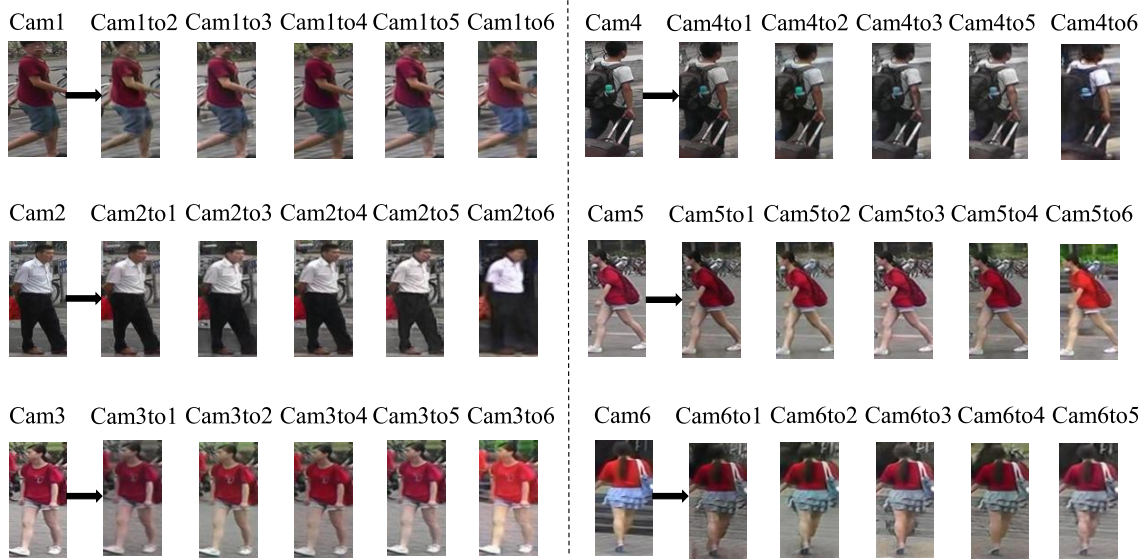 Cam1 Cam1to2 Cam1to3 Cam1to4 Cam1to5 Cam1to6
Cam4 Cam4to1 Cam4to2 Cam4to3 Cam4to5 Cam4to6
Cam2 Cam2to1 Cam2to3 Cam2to4 Cam2to5 Cam2to6
Cam5 Cam5to1 Cam5to2 Cam5to3 Cam5to4 Cam5to6
Cam3 Cam3to1 Cam3to2 Cam3to4 Cam3to5 Cam3to6
Cam6 Cam6to1 Cam6to2 Cam6to3 Cam6to4 Cam6to5